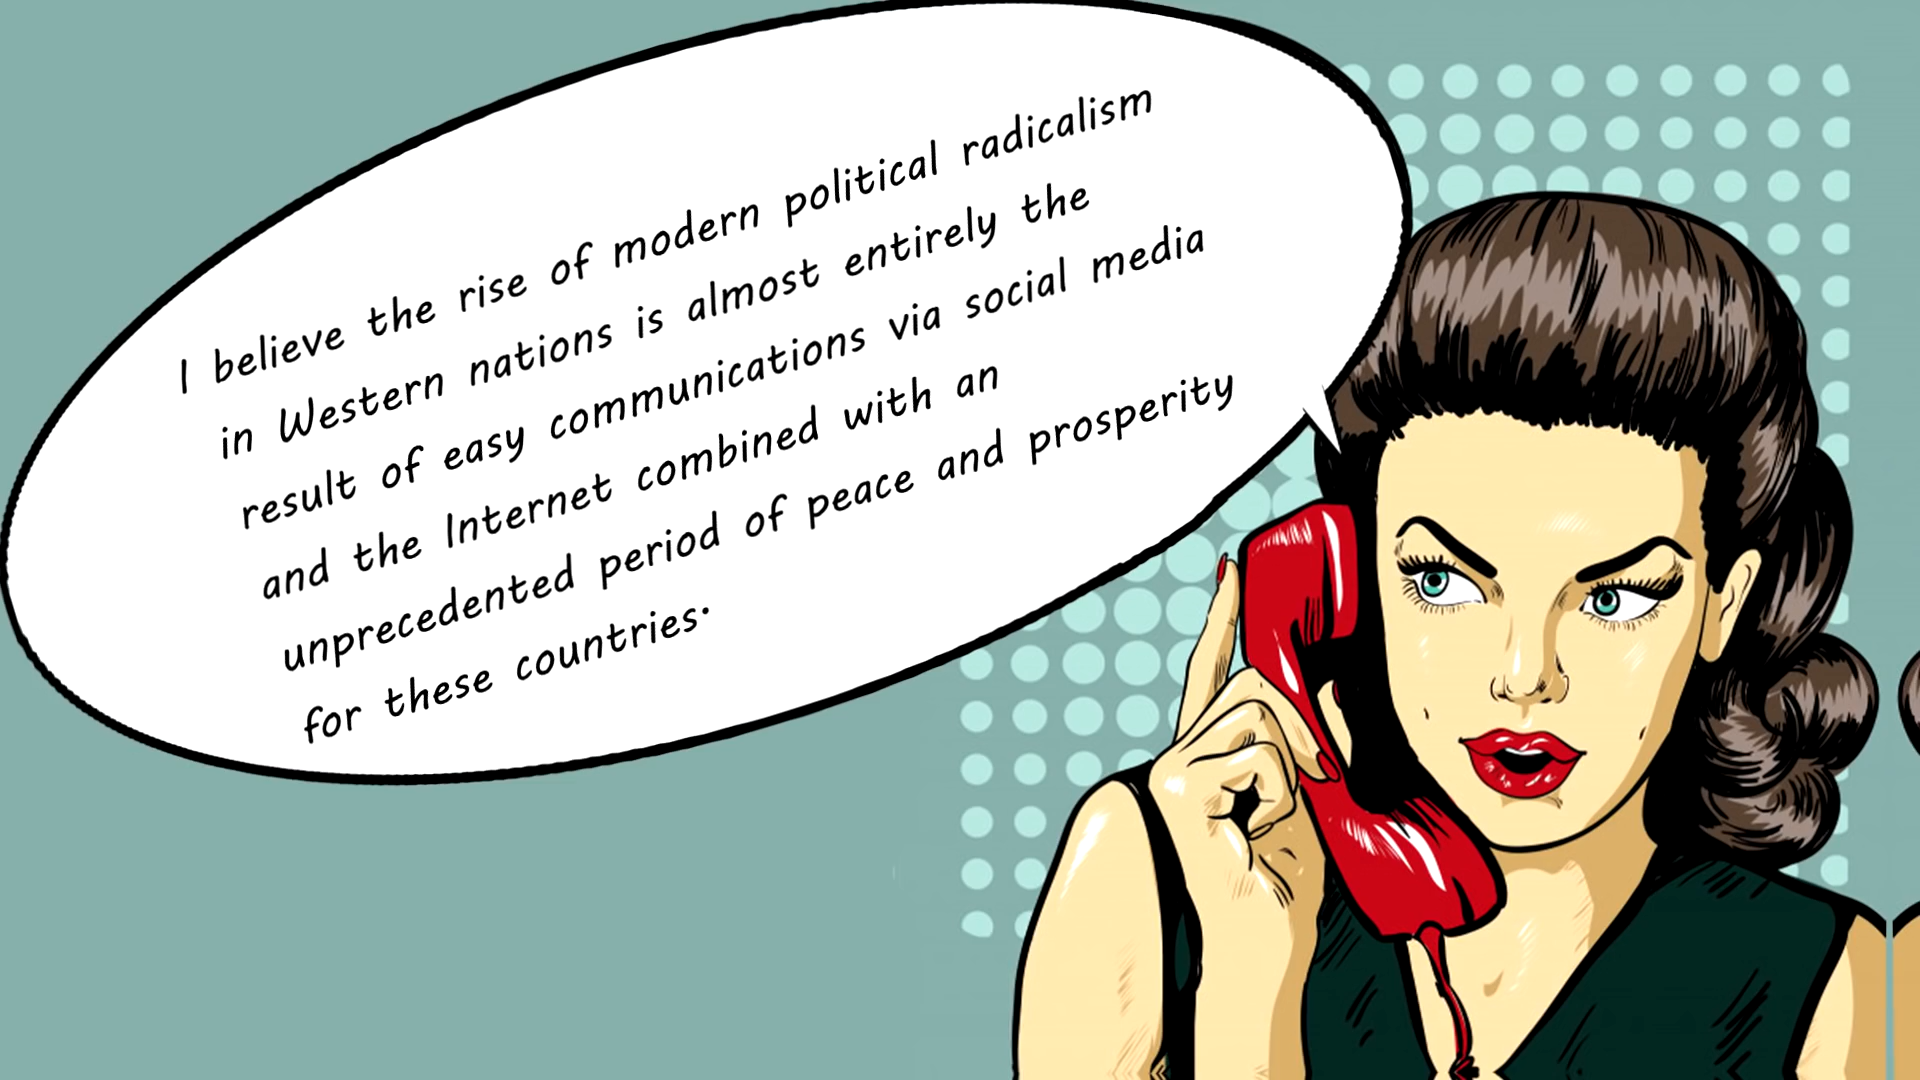 I believe the rise of modern political radicalism
in Western nations is almost entirely the
result of easy communications via social media
and the Internet combined with an
unprecedented period of peace and prosperity
for these countries.